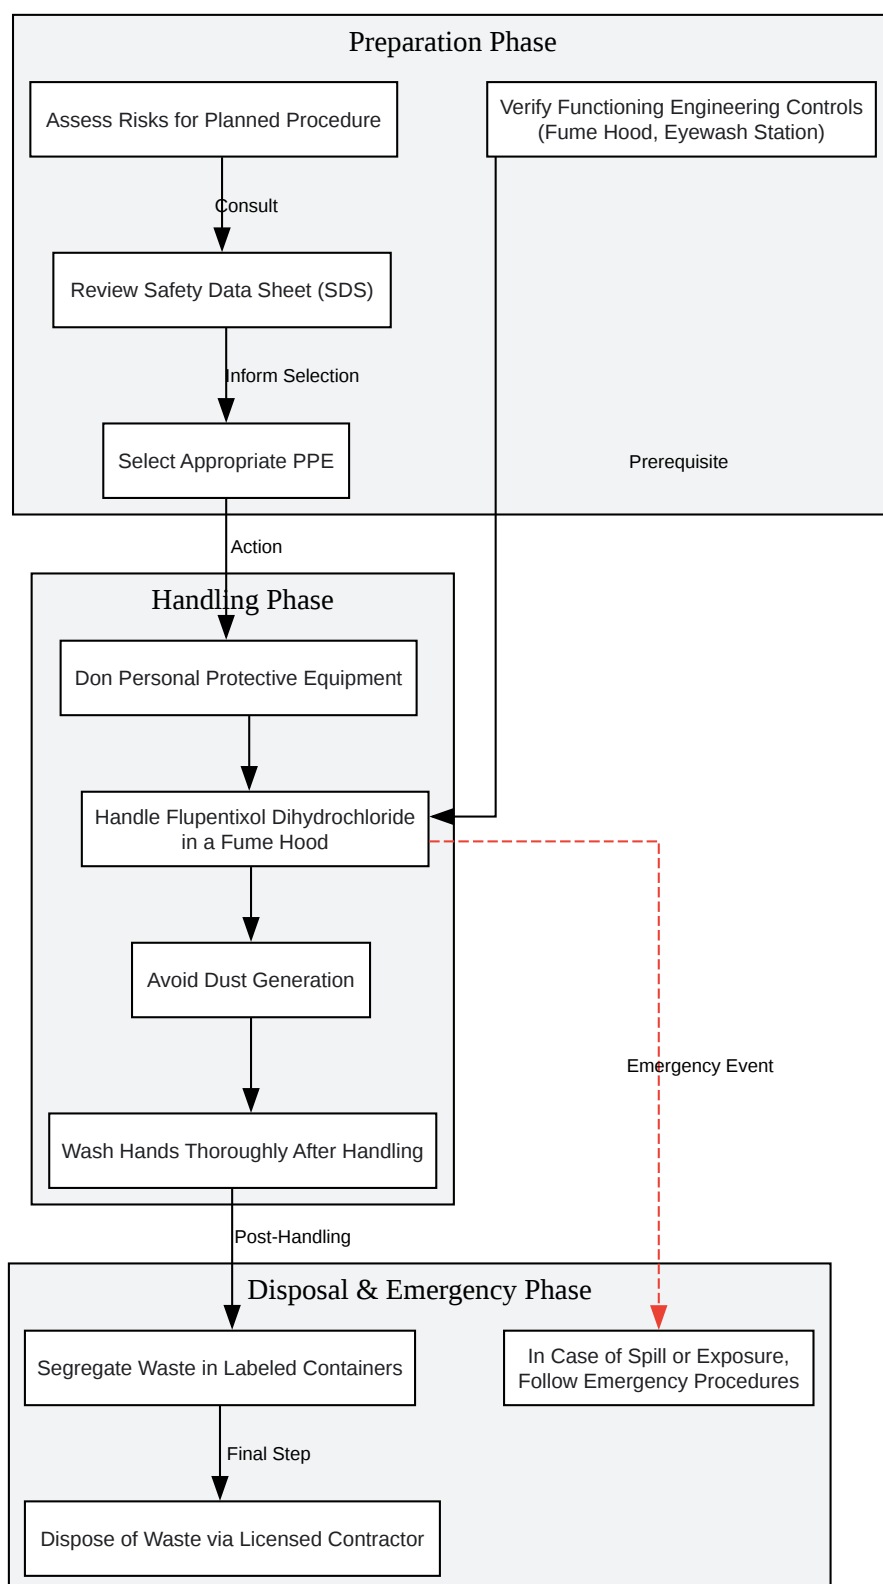 Preparation Phase
Assess Risks for Planned Procedure
Verify Functioning Engineering Controls
(Fume Hood, Eyewash Station)
Consult
Review Safety Data Sheet (SDS)
Inform Selection
Select Appropriate PPE
Prerequisite
Action
Handling Phase
Don Personal Protective Equipment
Handle Flupentixol Dihydrochloride
in a Fume Hood
Avoid Dust Generation
Emergency Event
Wash Hands Thoroughly After Handling
Post-Handling
Disposal & Emergency Phase
Segregate Waste in Labeled Containers
In Case of Spill or Exposure,
Follow Emergency Procedures
Final Step
Dispose of Waste via Licensed Contractor